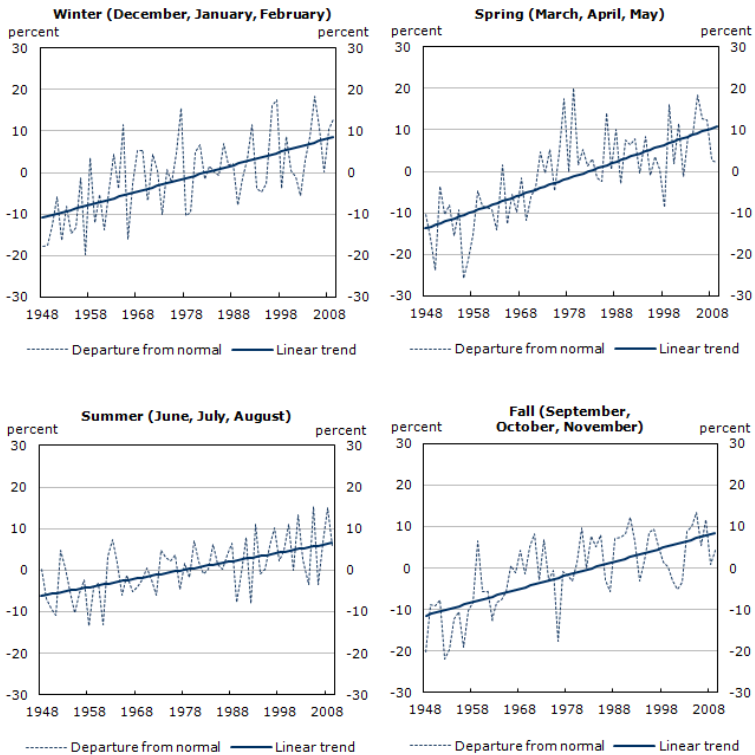 Winter (December, January, February)
percent percent
30 30
20 20
10 10
0 0
-10 -10
-20 -20
-30 -30
1948 1958 1968 1978 1988 1998 2008
Departure from normal Linear trend
Spring (March, April, May)
percent percent
30 30
20 20
10 10
0 0
-10 -10
-20 -20
-30 -30
1948 1958 1968 1978 1988 1998 2008
Departure from normal Linear trend
Summer (June, July, August)
percent percent
30 30
20 20
10 10
0 0
-10 -10
-20 -20
-30 -30
1948 1958 1968 1978 1988 1998 2008
Departure from normal Linear trend
Fall (September,
October, November)
percent percent
30 30
20 20
10 10
0 0
-10 -10
-20 -20
-30 -30
1948 1958 1968 1978 1988 1998 2008
Departure from normal Linear trend